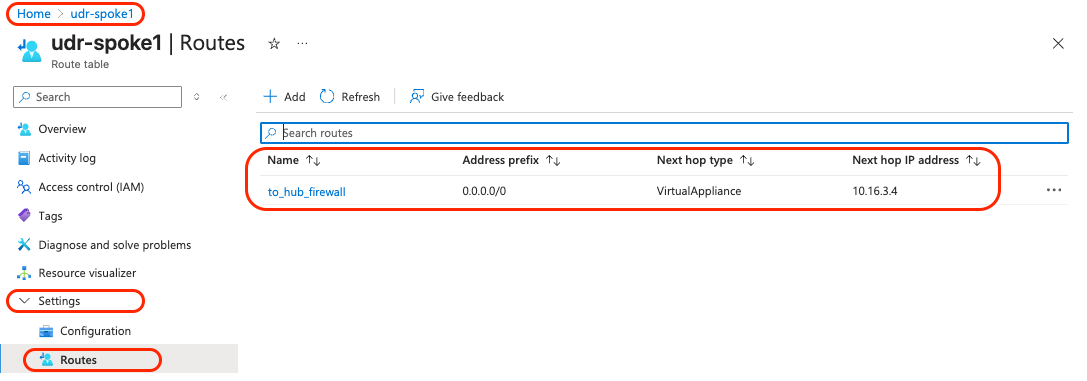 Home > udr-spoke1
udr-spoke1 | Routes
Route table
Search
Overview
Activity log
Access control (IAM)
Tags
Diagnose and solve problems
Resource visualizer
Settings
Configuration
Routes
Add Refresh Give feedback
Search routes
Name Address prefix Next hop type Next hop IP address
to_hub_firewall 0.0.0.0/0 VirtualAppliance 10.16.3.4